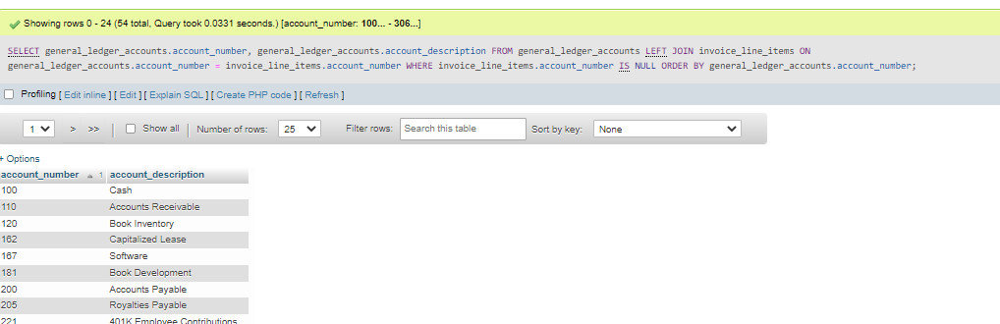 Showing rows 0 - 24 (54 total, Query took 0.0331 seconds.) [account_number: 100... - 306...]
SELECT general_ledger_accounts.account_number, general_ledger_accounts.account_description FROM general_ledger_accounts LEFT JOIN invoice_line_items ON
general_ledger_accounts.account_number = invoice_line_items.account_number WHERE invoice_line_items.account_number IS NULL ORDER BY general_ledger_accounts.account_number;
Profiling [ Edit inline ] [ Edit ] [ Explain SQL ] [ Create PHP code ] [ Refresh ]
1 > >> Show all Number of rows: 25 Filter rows: Search this table Sort by key: None
+ Options
account_number 1 account_description
100 Cash
110 Accounts Receivable
120 Book Inventory
162 Capitalized Lease
167 Software
181 Book Development
200 Accounts Payable
205 Royalties Payable
221 401K Employee Contributions